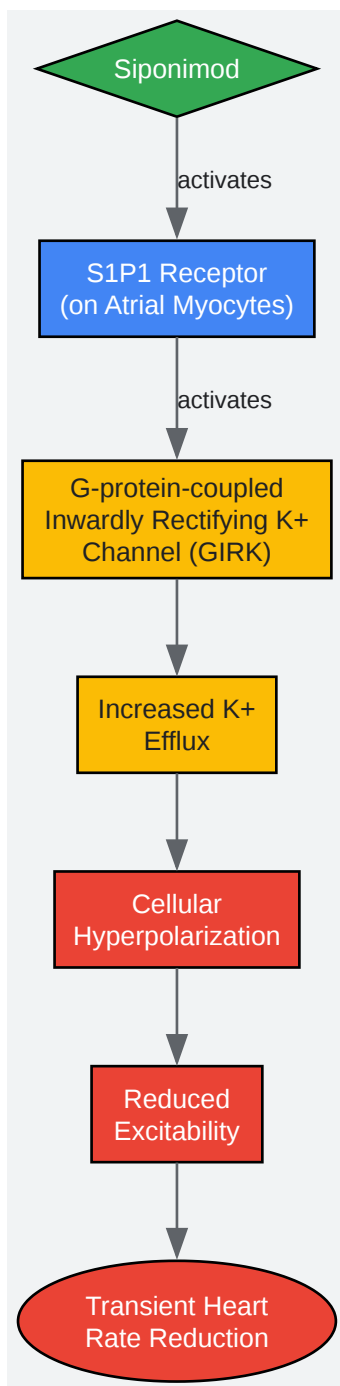 Siponimod
activates
S1P1 Receptor
(on Atrial Myocytes)
activates
G-protein-coupled
Inwardly Rectifying K+
Channel (GIRK)
Increased K+
Efflux
Cellular
Hyperpolarization
Reduced
Excitability
Transient Heart
Rate Reduction